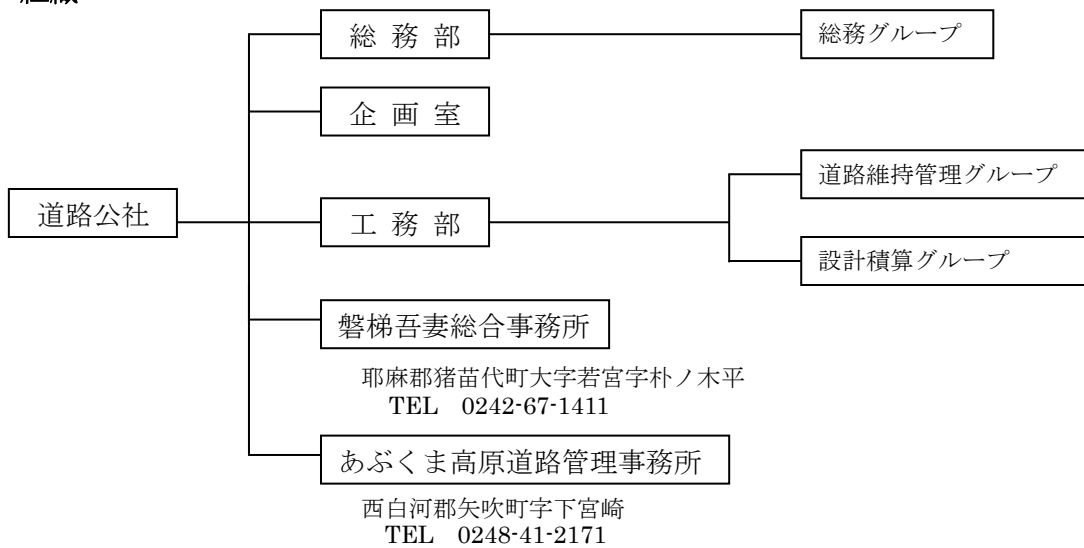 組織
総 務 部
総務グループ
企 画 室
道路維持管理グループ
道路公社
工 務 部
設計積算グループ
磐梯吾妻総合事務所
耶麻郡猪苗代町大字若宮字朴ノ木平
TEL 0242-67-1411
あぶくま高原道路管理事務所
西白河郡矢吹町字下宮崎
TEL 0248-41-2171